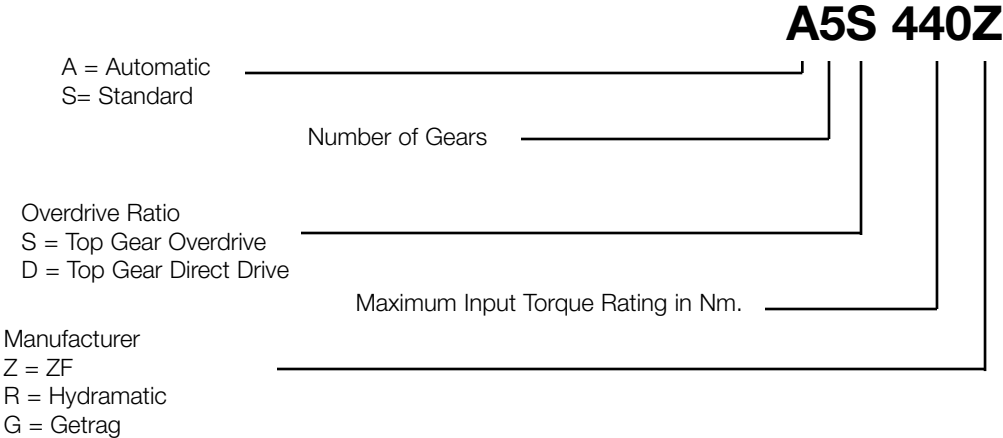 A5S 440Z
A = Automatic
S= Standard
Number of Gears
Overdrive Ratio
S = Top Gear Overdrive
D = Top Gear Direct Drive
Maximum Input Torque Rating in Nm.
Manufacturer
Z = ZF
R = Hydramatic
G = Getrag